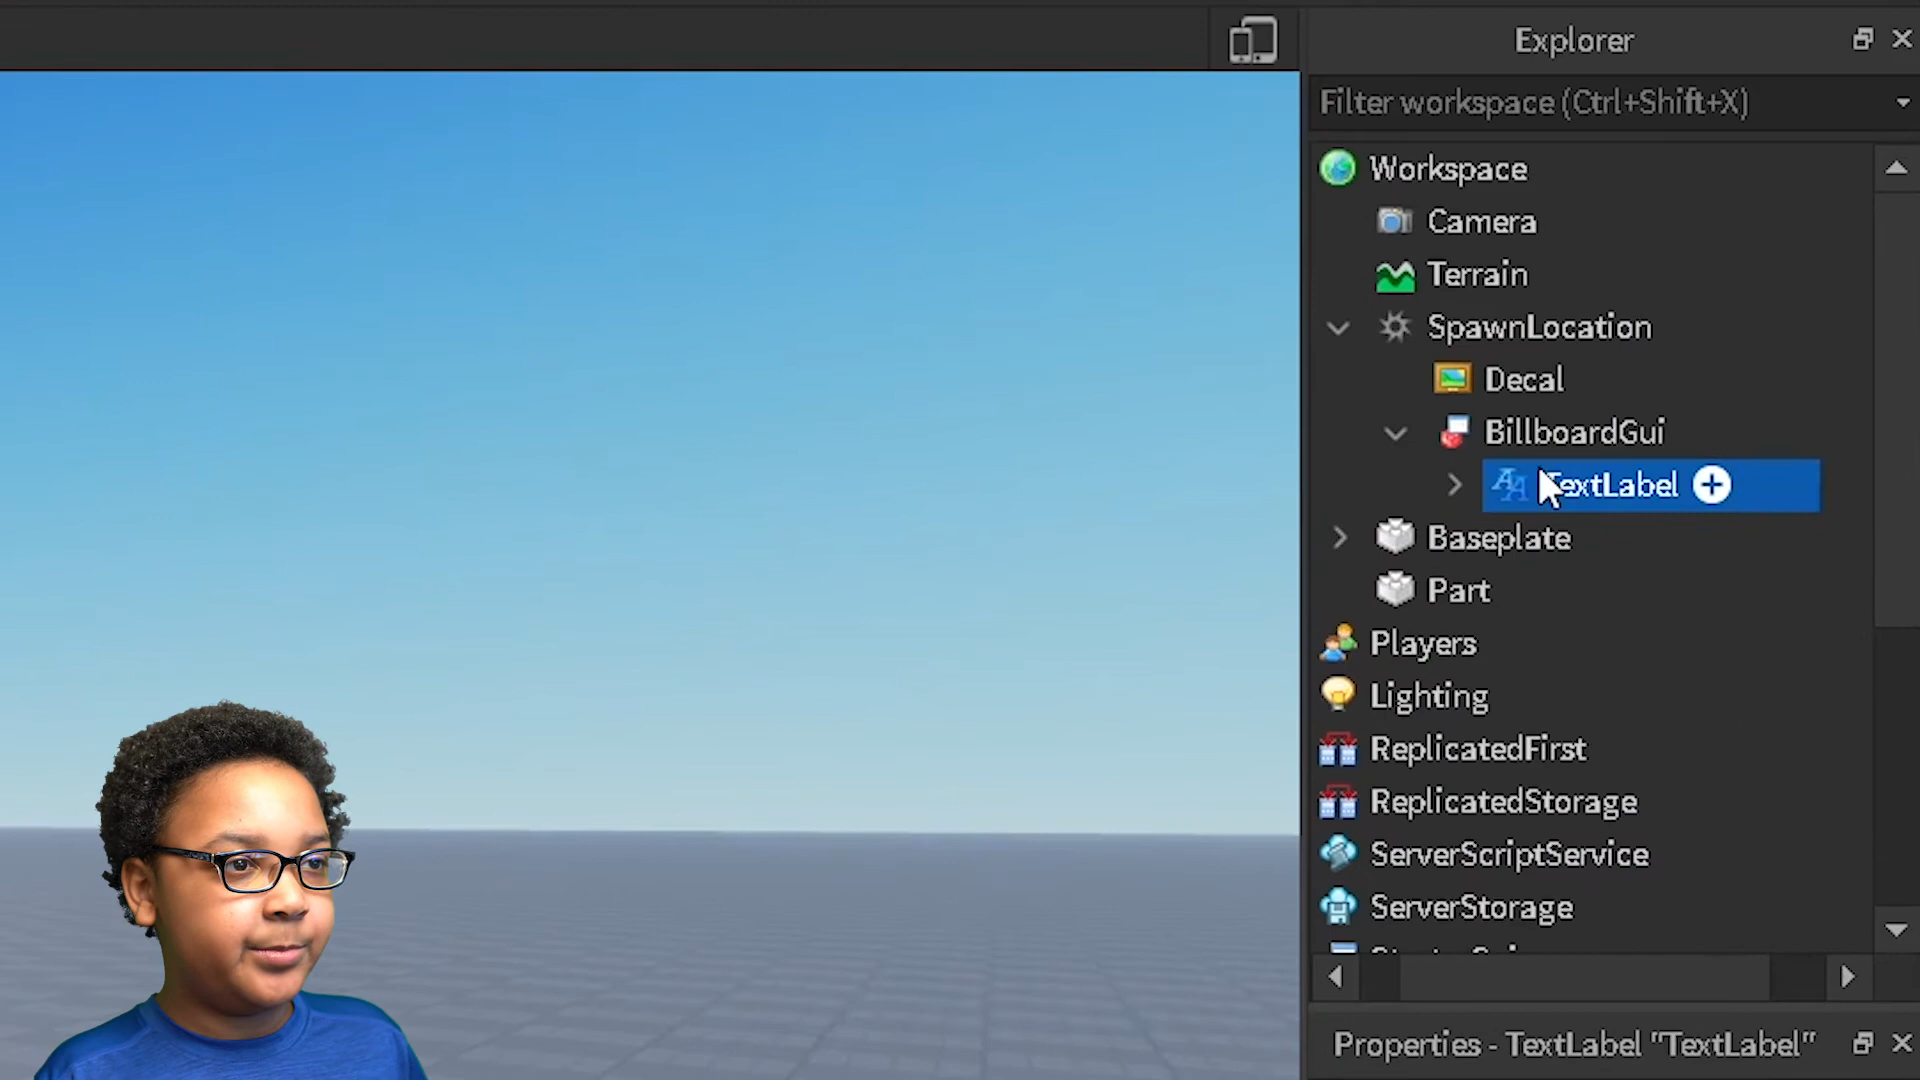 Explorer
Filter workspace (Ctrl+Shift+X)
Workspace
Camera
Terrain
SpawnLocation
Decal
BillboardGui
TextLabel
Baseplate
Part
Players
Lighting
ReplicatedFirst
ReplicatedStorage
ServerScriptService
ServerStorage
Properties - TextLabel "TextLabel"